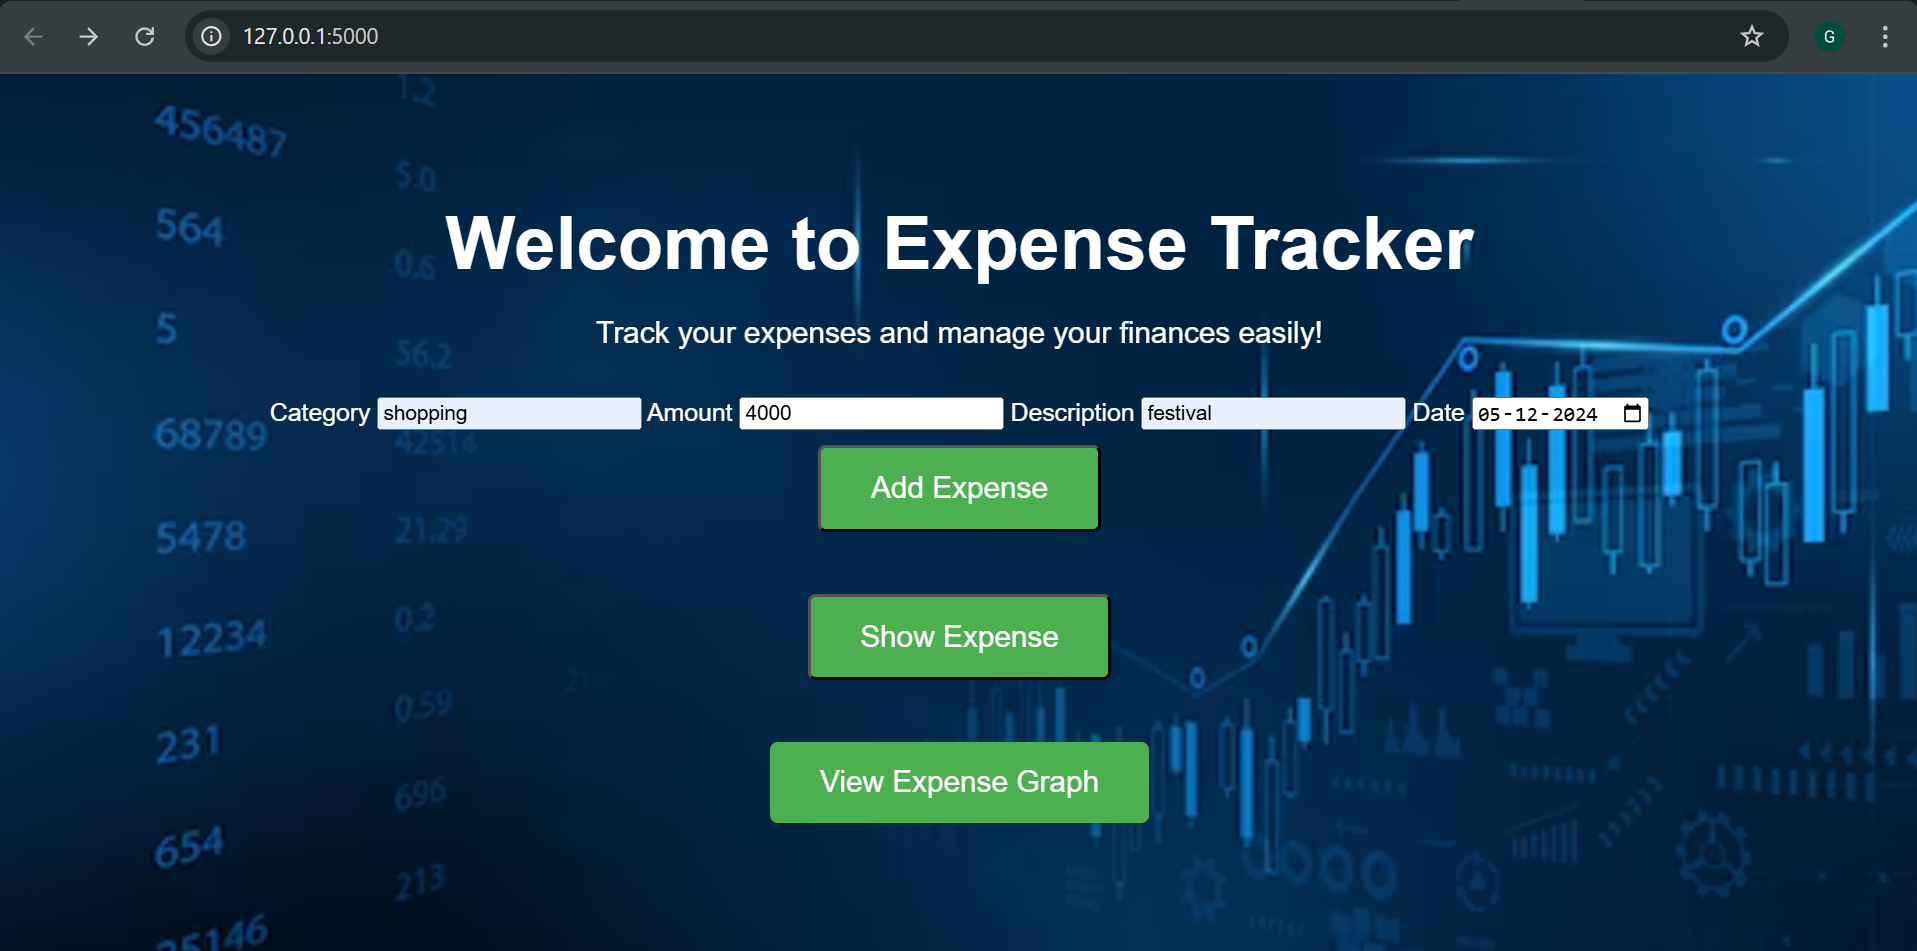 127.0.0.1:5000
G
1.2
456487
5.0
564
Welcome to Expense Tracker
0.6
5
Track your expenses and manage your finances easily!
56.2
Category shopping Amount 4000 Description festival Date 05-12-2024
68789
42514
Add Expense
5478
21.29
0.2
12234
Show Expense
0.59
231
View Expense Graph
696
654
213